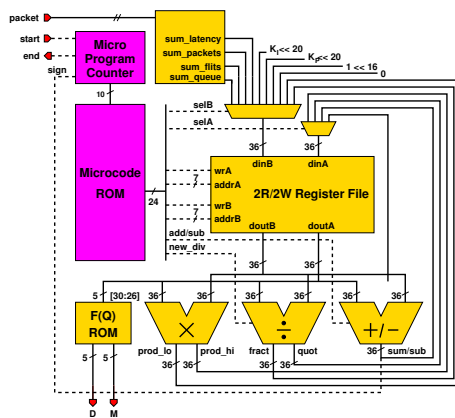 packet
start
end
sign
Micro
Program
Counter
sum_latency
sum_packets
sum_flits
sum_queue
K_I << 20
K_P << 20
1 << 16
0
10
selB
selA
36
36
Microcode
ROM
24
dinB
dinA
wrA
7
addrA
wrB
7
addrB
2R/2W Register File
doutB
doutA
add/sub
new_div
36
36
5
[30:26]
36
36
36
36
36
36
F(Q)
ROM
×
÷
+/-
prod_lo
prod_hi
fract
quot
36
sum/sub
5
5
36
36
36
36
D
M